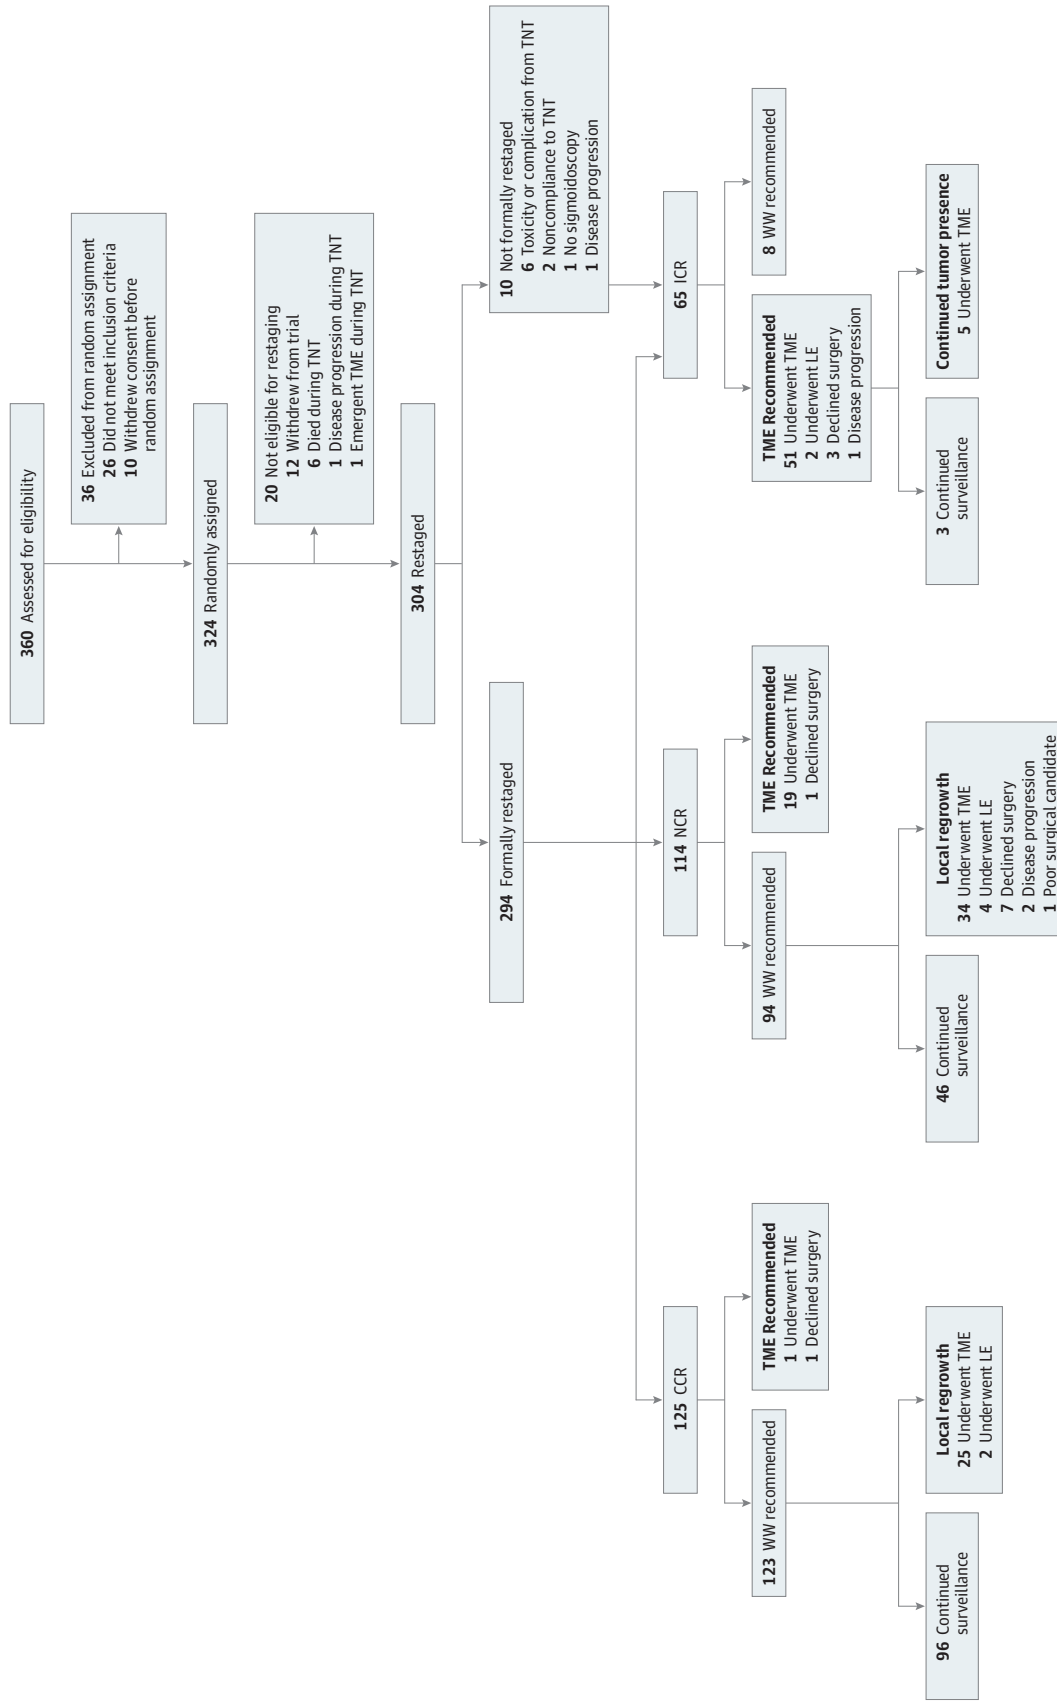 360 Assessed for eligibility
36 Excluded from random assignment
26 Did not meet inclusion criteria
10 Withdrew consent before
random assignment
324 Randomly assigned
20 Not eligible for restaging
12 Withdrew from trial
6 Died during TNT
1 Disease progression during TNT
1 Emergent TME during TNT
304 Restaged
294 Formally restaged
10 Not formally restaged
6 Toxicity or complication from TNT
2 Noncompliance to TNT
1 No sigmoidoscopy
1 Disease progression
125 CCR
114 NCR
65 ICR
123 WW recommended
TME Recommended
1 Underwent TME
1 Declined surgery
94 WW recommended
TME Recommended
19 Underwent TME
1 Declined surgery
TME Recommended
51 Underwent TME
2 Underwent LE
3 Declined surgery
1 Disease progression
8 WW recommended
96 Continued
surveillance
Local regrowth
25 Underwent TME
2 Underwent LE
46 Continued
surveillance
Local regrowth
34 Underwent TME
4 Underwent LE
7 Declined surgery
2 Disease progression
1 Poor surgical candidate
3 Continued
surveillance
Continued tumor presence
5 Underwent TME